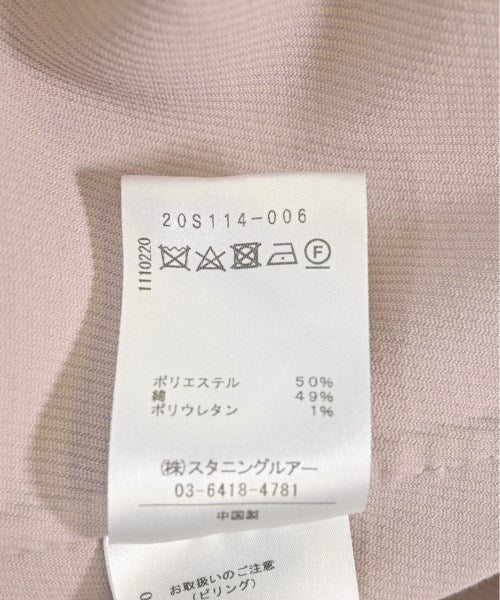 20S114-006
1110220
F
ポリエステル 50%
綿 49%
ポリウレタン 1%
(株)スタニングルアー
03-6418-4781
中国製
お取扱いのご注意
(ピリング)